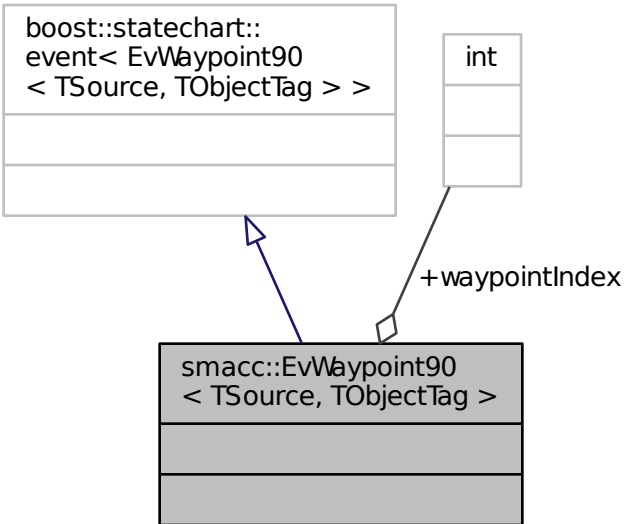 boost::statechart::
event< EvWaypoint90
< TSource, TObjectTag > >
int
+waypointIndex
smacc::EvWaypoint90
< TSource, TObjectTag >